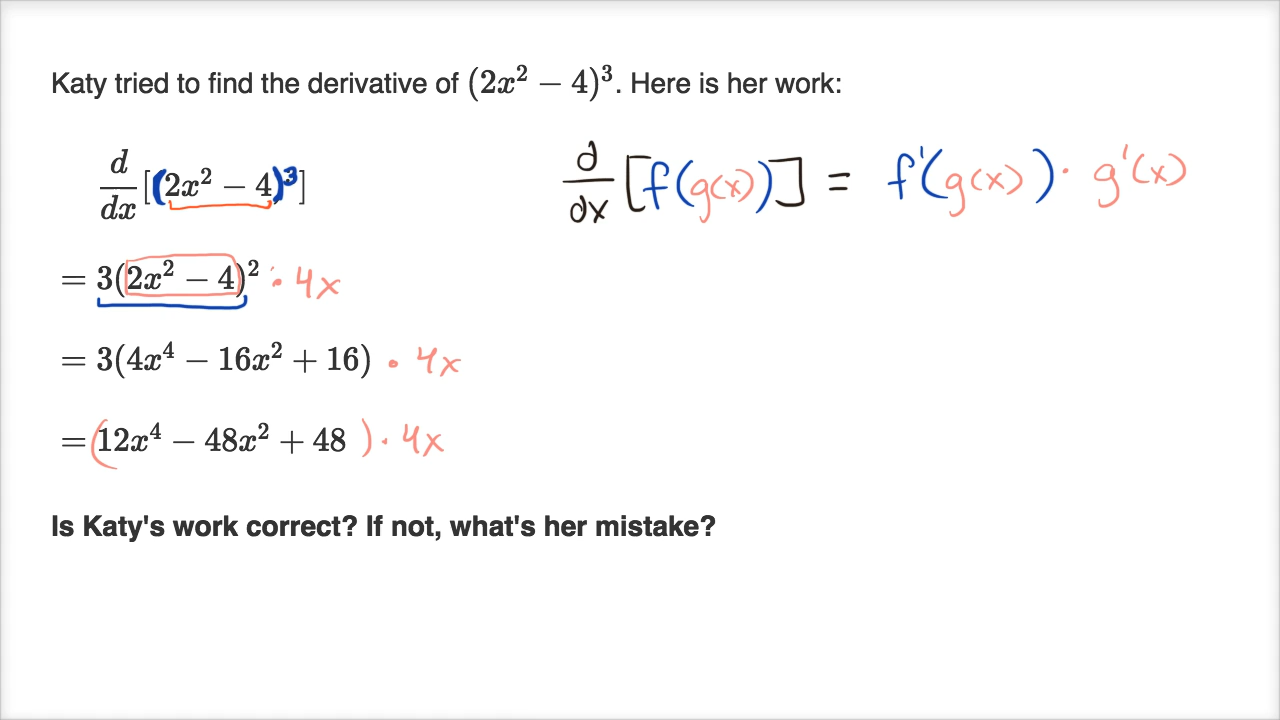 Katy tried to find the derivative of (2x² − 4)³. Here is her work:
d/dx[(2x² − 4)³]
d/dx [f(g(x))] = f'(g(x)) · g'(x)
= 3(2x² − 4)² · 4x
= 3(4x⁴ − 16x² + 16) · 4x
= (12x⁴ − 48x² + 48) · 4x
Is Katy's work correct? If not, what's her mistake?